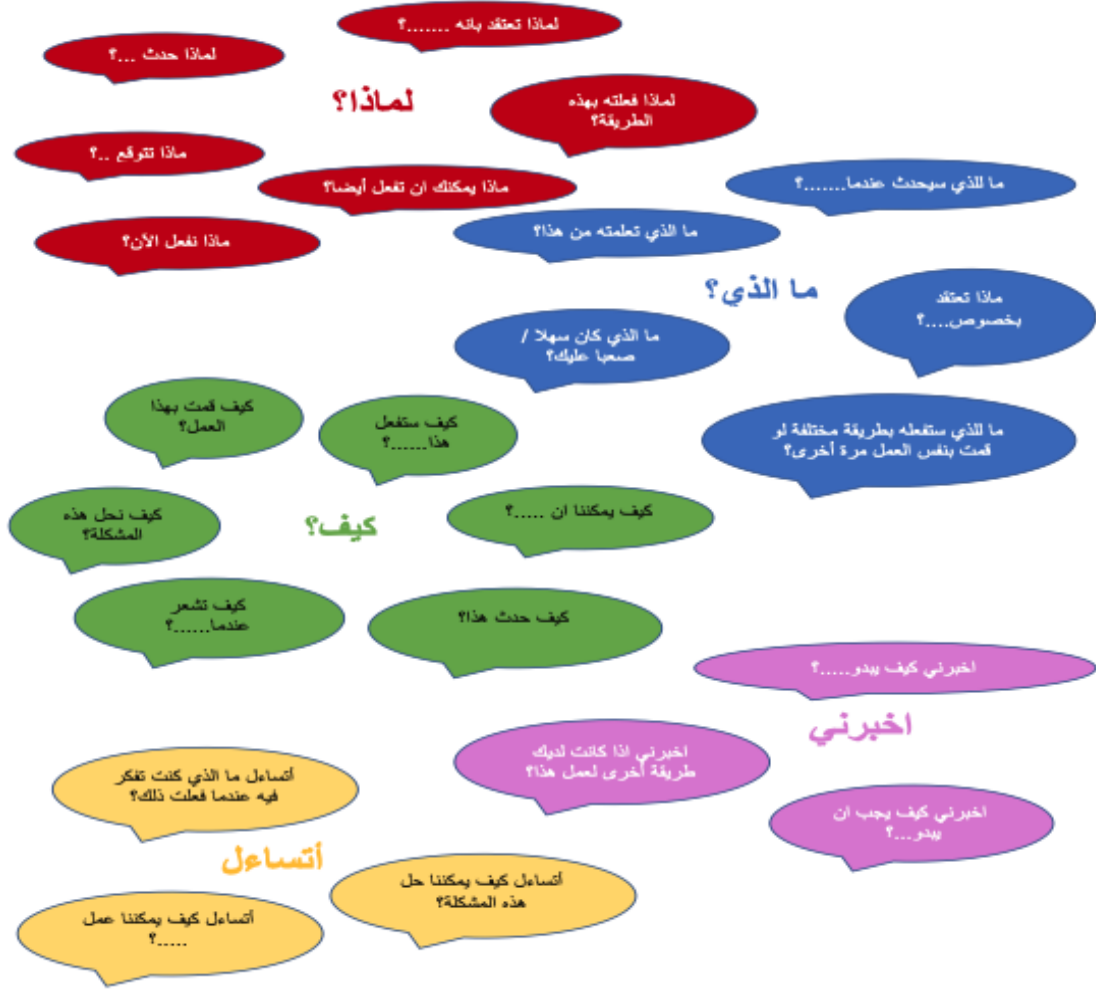 لماذا تعتقد بانه .......؟
لماذا حدث ...؟
لماذا؟
لماذا فعلته بهذه
الطريقة؟
ماذا تتوقع ..؟
ماذا يمكنك ان تفعل أيضا؟
ماذا نفعل الآن؟
ما للذي سيحدث عندما.......؟
ما الذي تعلمته من هذا؟
ما الذي؟
ماذا تعتقد
بخصوص....؟
ما الذي كان سهلا /
صعبا عليك؟
ما للذي ستفعله بطريقة مختلفة لو
قمت بنفس العمل مرة أخرى؟
كيف قمت بهذا
العمل؟
كيف ستفعل
هذا......؟
كيف نحل هذه
المشكلة؟
كيف؟
كيف يمكننا ان .....؟
كيف تشعر
عندما......؟
كيف حدث هذا؟
اخبرني كيف يبدو.....؟
اخبرني
اخبرني اذا كانت لديك
طريقة أخرى لعمل هذا؟
اخبرني كيف يجب ان
يبدو...؟
أتساءل ما الذي كنت تفكر
فيه عندما فعلت ذلك؟
أتساءل
أتساءل كيف يمكننا حل
هذه المشكلة؟
أتساءل كيف يمكننا عمل
.....؟